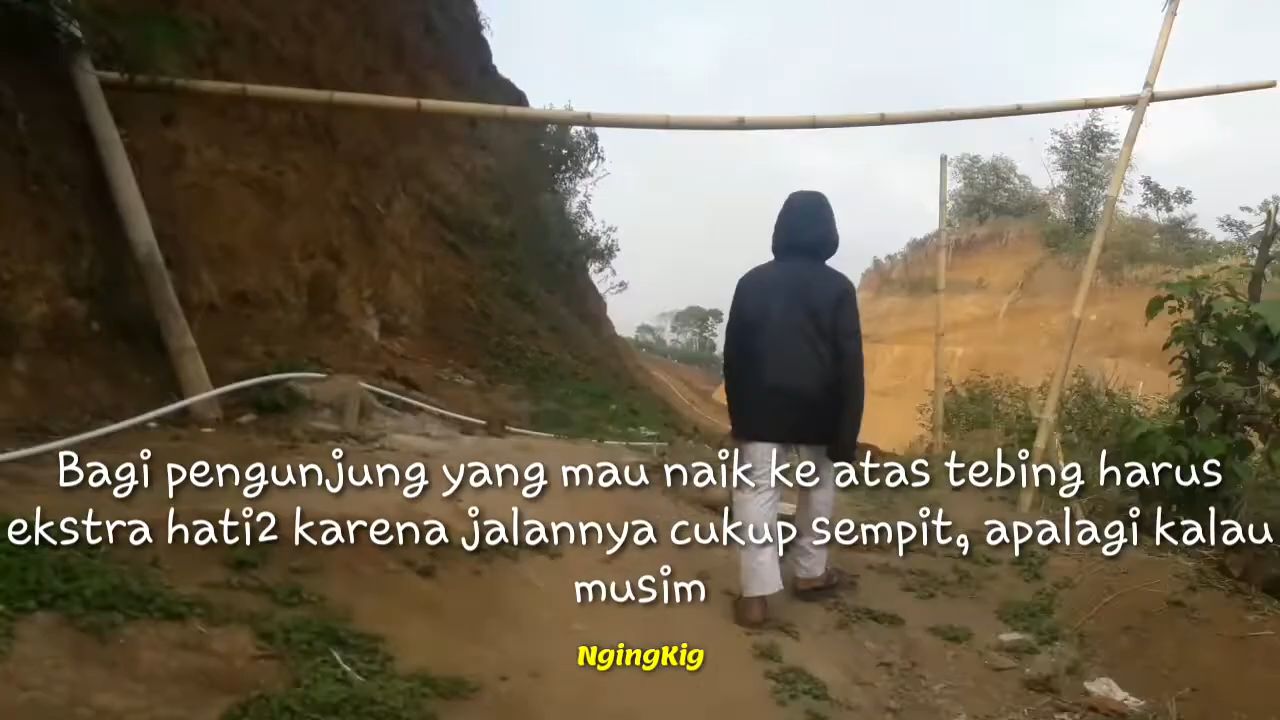 Bagi pengunjung yang mau naik ke atas tebing harus
ekstra hati2 karena jalannya cukup sempit, apalagi kalau
musim
NgingKig